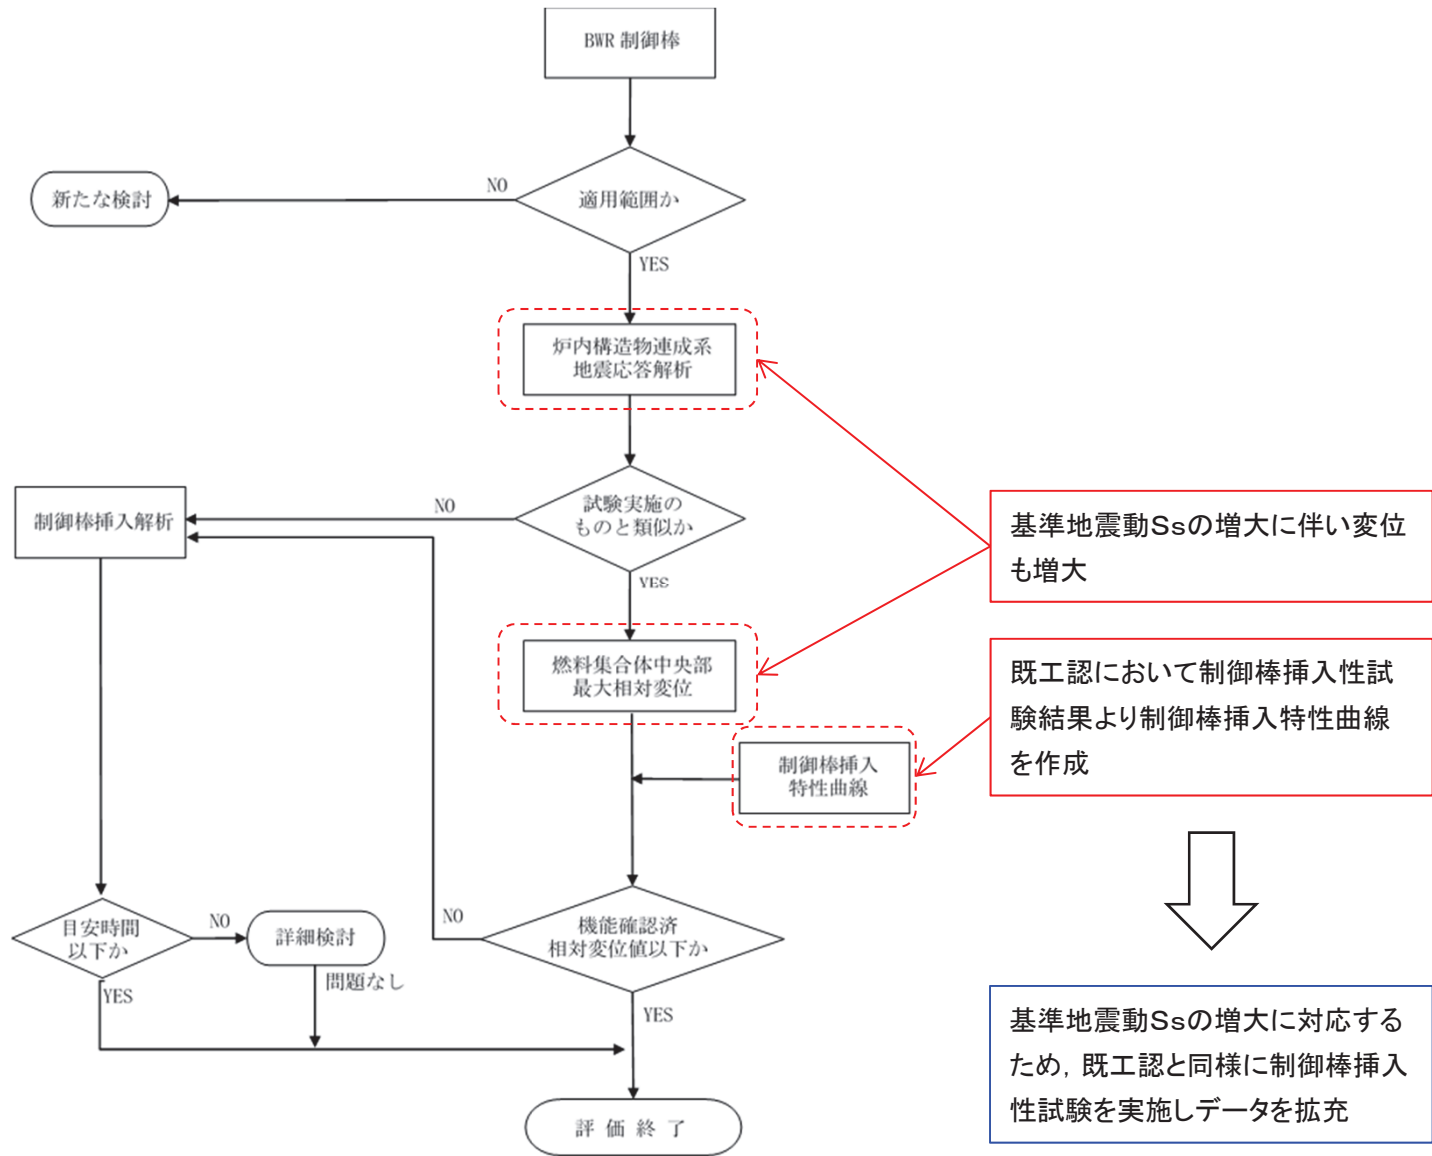 BWR 制御棒
適用範囲か
NO
新たな検討
YES
炉内構造物連成系
地震応答解析
試験実施の
ものと類似か
NO
制御棒挿入解析
YES
燃料集合体中央部
最大相対変位
制御棒挿入
特性曲線
機能確認済
相対変位値以下か
NO
目安時間
以下か
NO
詳細検討
問題なし
YES
YES
評価終了
基準地震動Ssの増大に伴い変位
も増大
既工認において制御棒挿入性試
験結果より制御棒挿入特性曲線
を作成
基準地震動Ssの増大に対応する
ため，既工認と同様に制御棒挿入
性試験を実施しデータを拡充